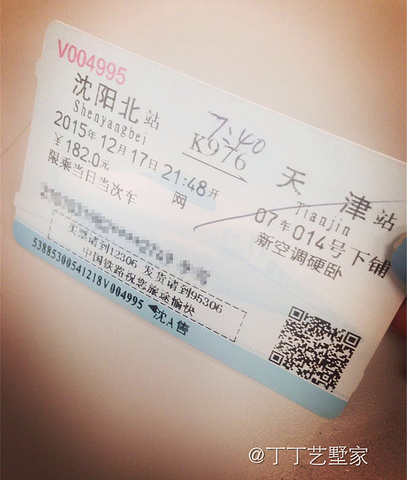 V004995
沈阳北站
Shenyangbei
7:40
K976
天 津站
Tianjin
2015年12月17日21:48开
07车014号下铺
￥182.0元
网
新空调硬卧
限乘当日当次车
买票请到12306 发货请到95306
中国铁路祝您旅途愉快
53885300541218V004995
沈A售
@丁丁艺墅家